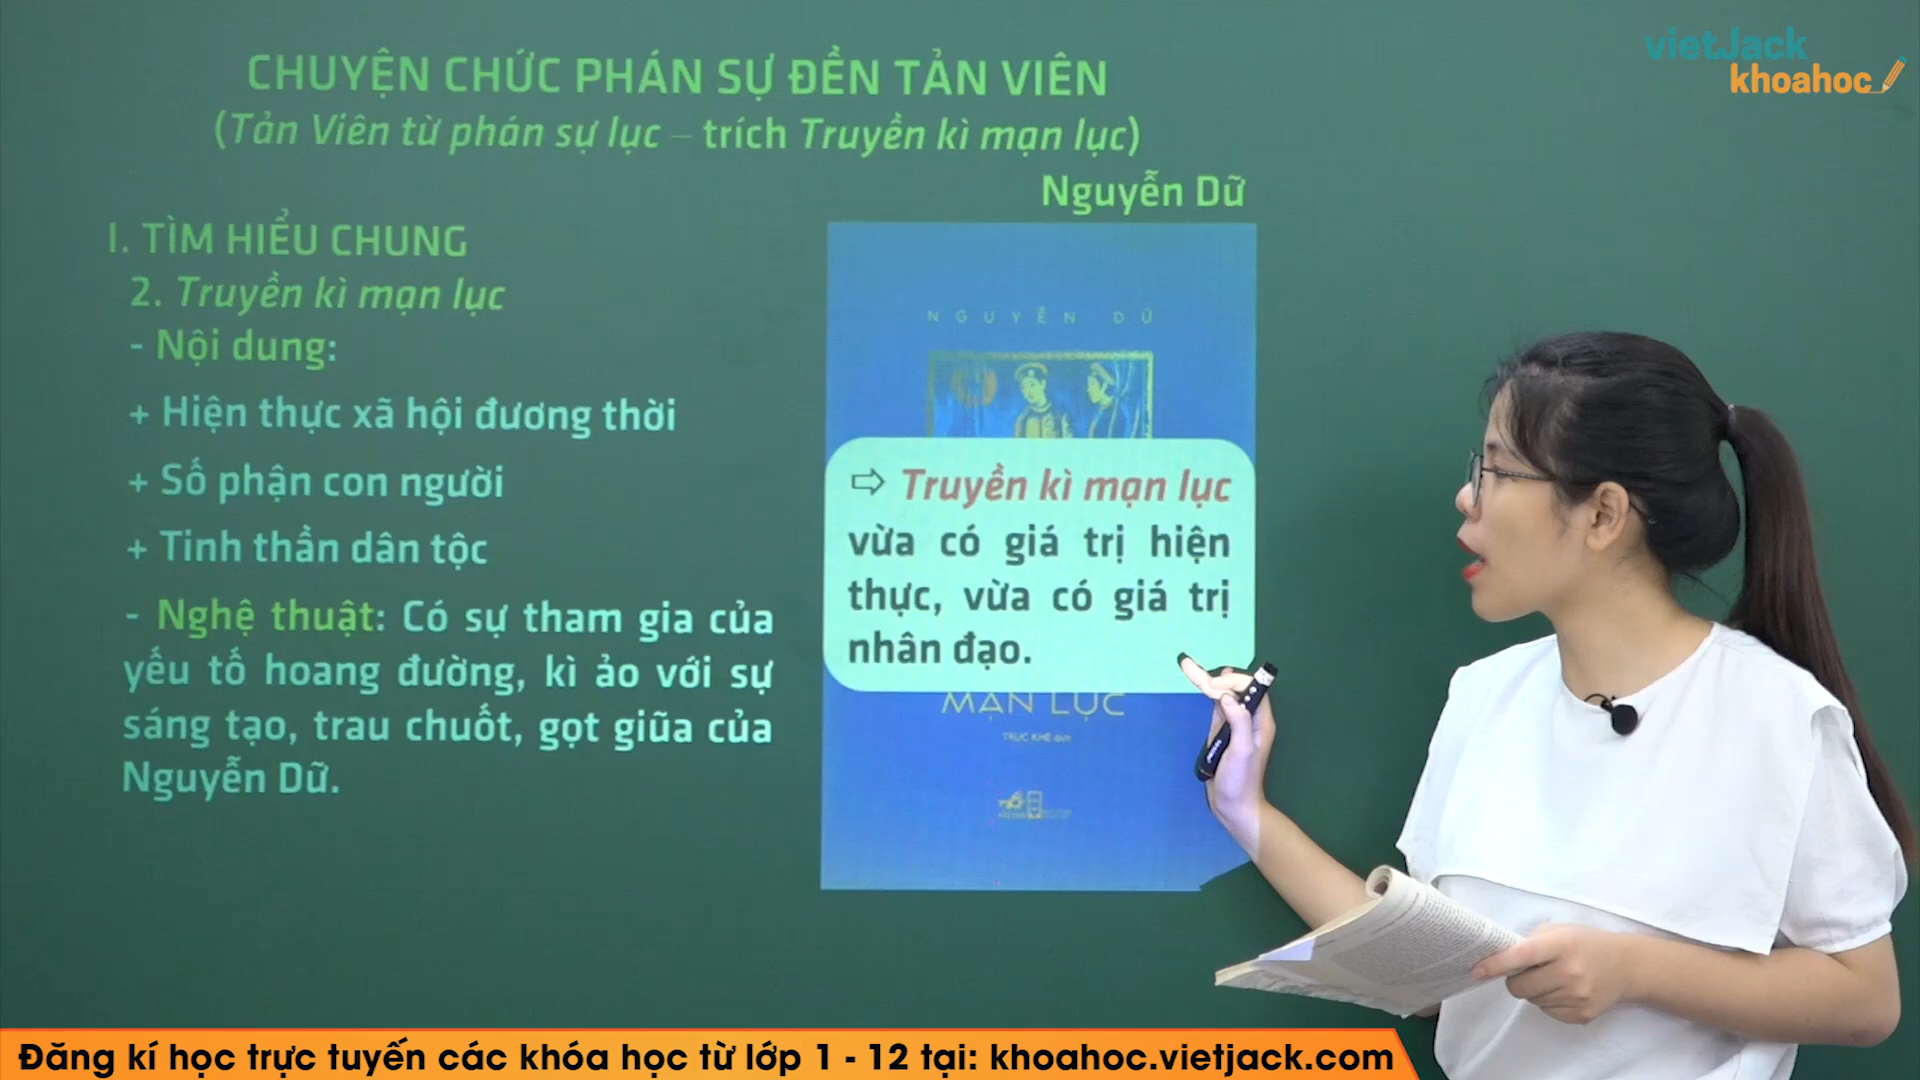 vietJack
khoahoc
CHUYỆN CHỨC PHÁN SỰ ĐỀN TẢN VIÊN
(Tản Viên từ phán sự lục – trích Truyền kì mạn lục)
Nguyễn Dữ
I. TÌM HIỂU CHUNG
2. Truyền kì mạn lục
- Nội dung:
+ Hiện thực xã hội đương thời
+ Số phận con người
+ Tinh thần dân tộc
- Nghệ thuật: Có sự tham gia của
yếu tố hoang đường, kì ảo với sự
sáng tạo, trau chuốt, gọt giũa của
Nguyễn Dữ.
NGUYỄN DỮ
⇨ Truyền kì mạn lục
vừa có giá trị hiện
thực, vừa có giá trị
nhân đạo.
MẠN LỤC
TRÚC KHÊ dịch
Đăng kí học trực tuyến các khóa học từ lớp 1 - 12 tại: khoahoc.vietjack.com